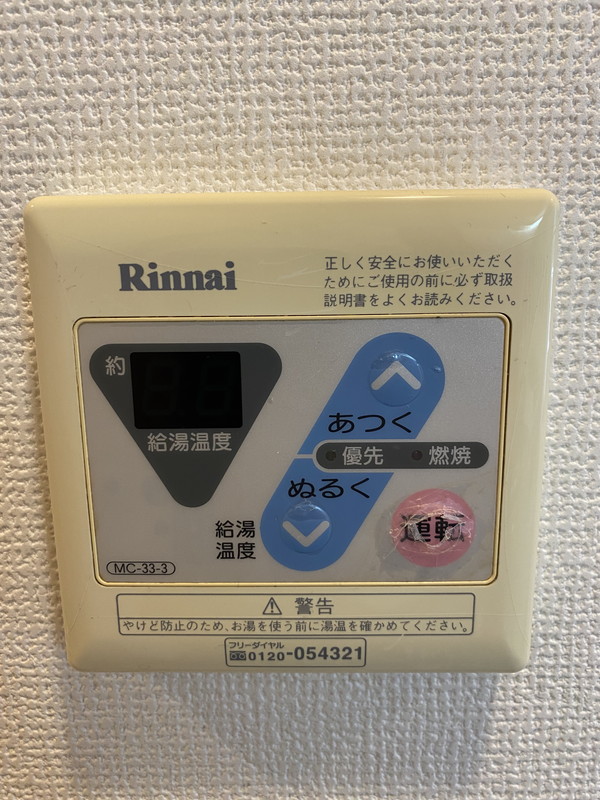 Rinnai
正しく安全にお使いいただく
ためにご使用の前に必ず取扱
説明書をよくお読みください。
約
給湯温度
あつく
優先 燃焼
ぬるく
給湯
温度
運転
MC-33-3
⚠ 警告
やけど防止のため、お湯を使う前に湯温を確かめてください。
フリーダイヤル
0120-054321